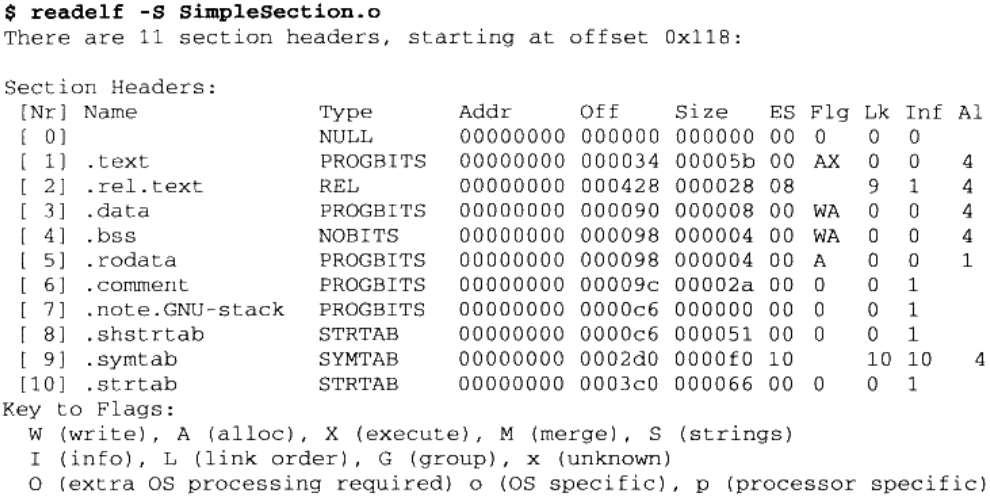 $ readelf -S SimpleSection.o
There are 11 section headers, starting at offset 0x118:

Section Headers:
  [Nr] Name              Type            Addr     Off    Size   ES Flg Lk Inf Al
  [ 0]                   NULL            00000000 000000 000000 00 0   0  0
  [ 1] .text             PROGBITS        00000000 000034 00005b 00 AX  0  0   4
  [ 2] .rel.text         REL             00000000 000428 000028 08     9  1   4
  [ 3] .data             PROGBITS        00000000 000090 000008 00 WA  0  0   4
  [ 4] .bss              NOBITS          00000000 000098 000004 00 WA  0  0   4
  [ 5] .rodata           PROGBITS        00000000 000098 000004 00 A   0  0   1
  [ 6] .comment          PROGBITS        00000000 00009c 00002a 00 0   0  1
  [ 7] .note.GNU-stack   PROGBITS        00000000 0000c6 000000 00 0   0  1
  [ 8] .shstrtab         STRTAB          00000000 0000c6 000051 00 0   0  1
  [ 9] .symtab           SYMTAB          00000000 0002d0 0000f0 10     10 10   4
  [10] .strtab           STRTAB          00000000 0003c0 000066 00 0   0  1
Key to Flags:
  W (write), A (alloc), X (execute), M (merge), S (strings)
  I (info), L (link order), G (group), x (unknown)
  O (extra OS processing required) o (OS specific), p (processor specific)